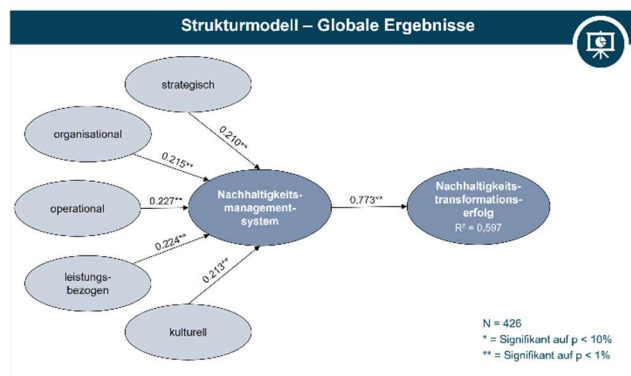 Strukturmodell – Globale Ergebnisse
strategisch
organisational
operational
leistungs-
bezogen
kulturell
0.210**
0.215**
0.227**
0.224**
0.213**
Nachhaltigkeits-
management-
system
0.773**
Nachhaltigkeits-
transformations-
erfolg
R² = 0,597
N = 426
* = Signifikant auf p < 10%
** = Signifikant auf p < 1%